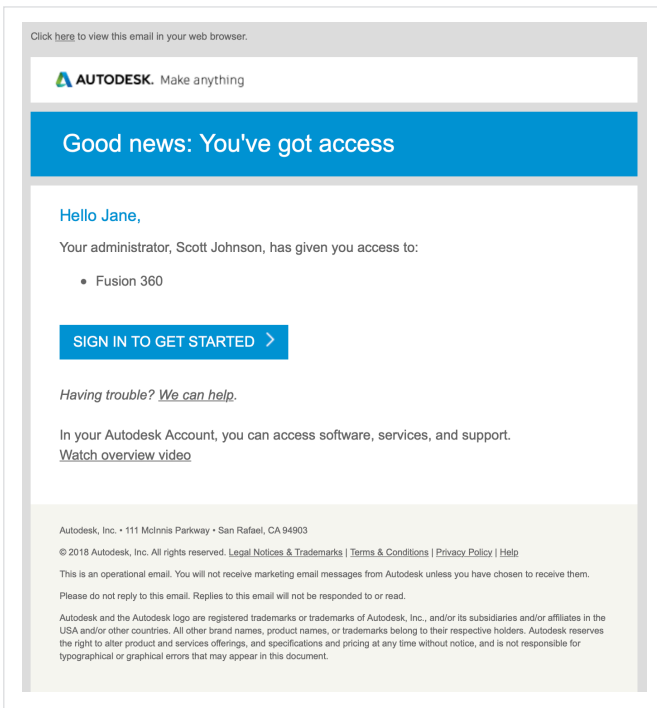 Click here to view this email in your web browser.
AUTODESK. Make anything
Good news: You've got access
Hello Jane,
Your administrator, Scott Johnson, has given you access to:
• Fusion 360
SIGN IN TO GET STARTED >
Having trouble? We can help.
In your Autodesk Account, you can access software, services, and support.
Watch overview video
Autodesk, Inc. • 111 McInnis Parkway • San Rafael, CA 94903
© 2018 Autodesk, Inc. All rights reserved. Legal Notices & Trademarks | Terms & Conditions | Privacy Policy | Help
This is an operational email. You will not receive marketing email messages from Autodesk unless you have chosen to receive them.
Please do not reply to this email. Replies to this email will not be responded to or read.
Autodesk and the Autodesk logo are registered trademarks or trademarks of Autodesk, Inc., and/or its subsidiaries and/or affiliates in the
USA and/or other countries. All other brand names, product names, or trademarks belong to their respective holders. Autodesk reserves
the right to alter product and services offerings, and specifications and pricing at any time without notice, and is not responsible for
typographical or graphical errors that may appear in this document.